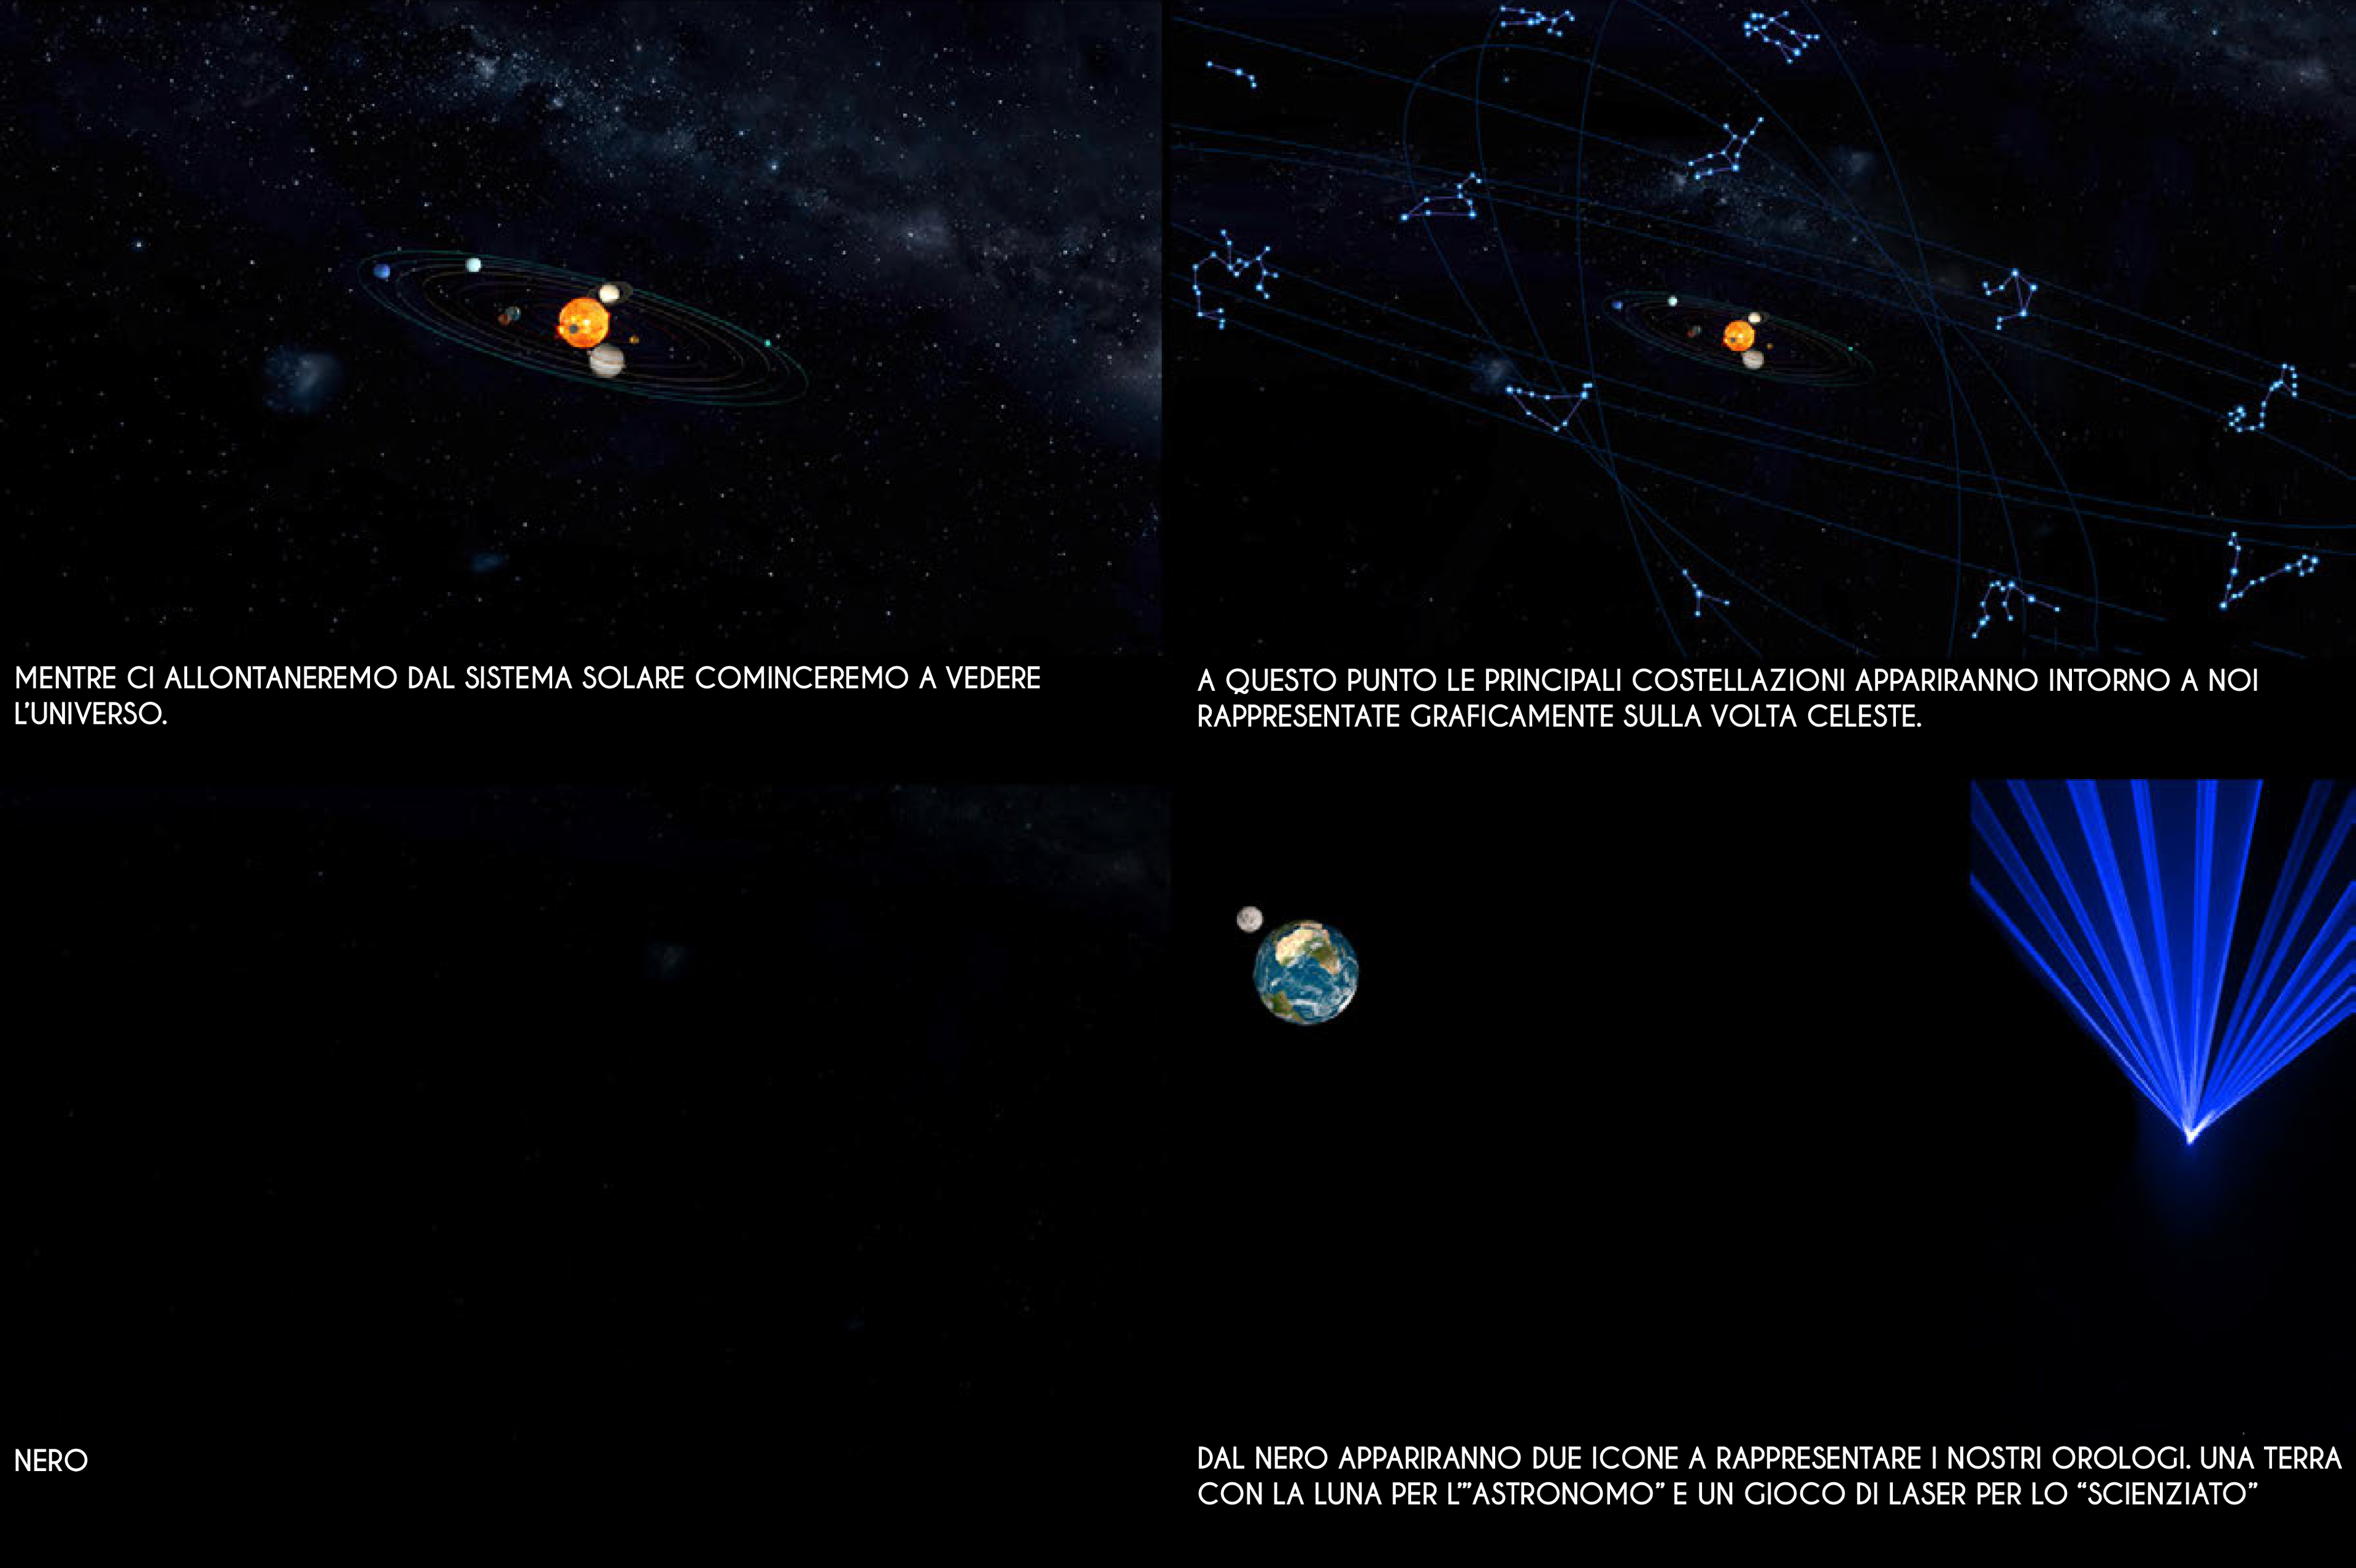 MENTRE CI ALLONTANEREMO DAL SISTEMA SOLARE COMINCEREMO A VEDERE
L'UNIVERSO.
A QUESTO PUNTO LE PRINCIPALI COSTELLAZIONI APPARIRANNO INTORNO A NOI
RAPPRESENTATE GRAFICAMENTE SULLA VOLTA CELESTE.
NERO
DAL NERO APPARIRANNO DUE ICONE A RAPPRESENTARE I NOSTRI OROLOGI. UNA TERRA
CON LA LUNA PER L'”ASTRONOMO” E UN GIOCO DI LASER PER LO “SCIENZIATO”